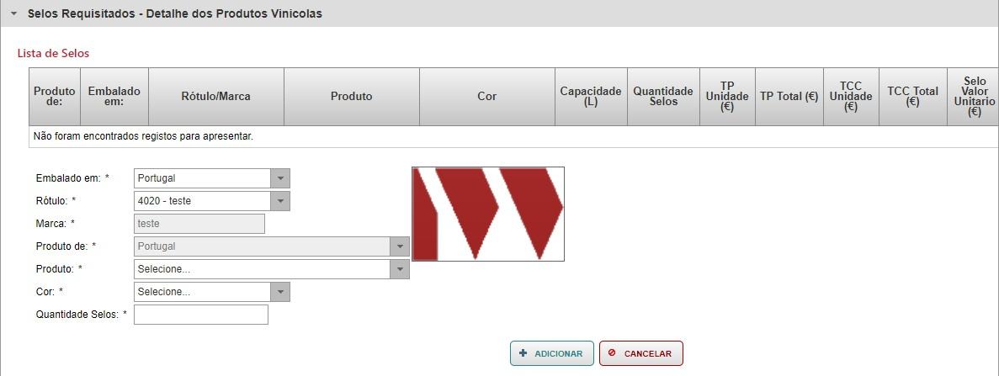 Selos Requisitados - Detalhe dos Produtos Vinicolas
Lista de Selos
Produto de: Embalado em: Rótulo/Marca Produto Cor Capacidade (L) Quantidade Selos TP Unidade (€) TP Total (€) TCC Unidade (€) TCC Total (€) Selo Valor Unitario (€)
Não foram encontrados registos para apresentar.
Embalado em: * Portugal
Rótulo: * 4020 - teste
Marca: * teste
Produto de: * Portugal
Produto: * Selecione...
Cor: * Selecione...
Quantidade Selos: *
ADICIONAR CANCELAR